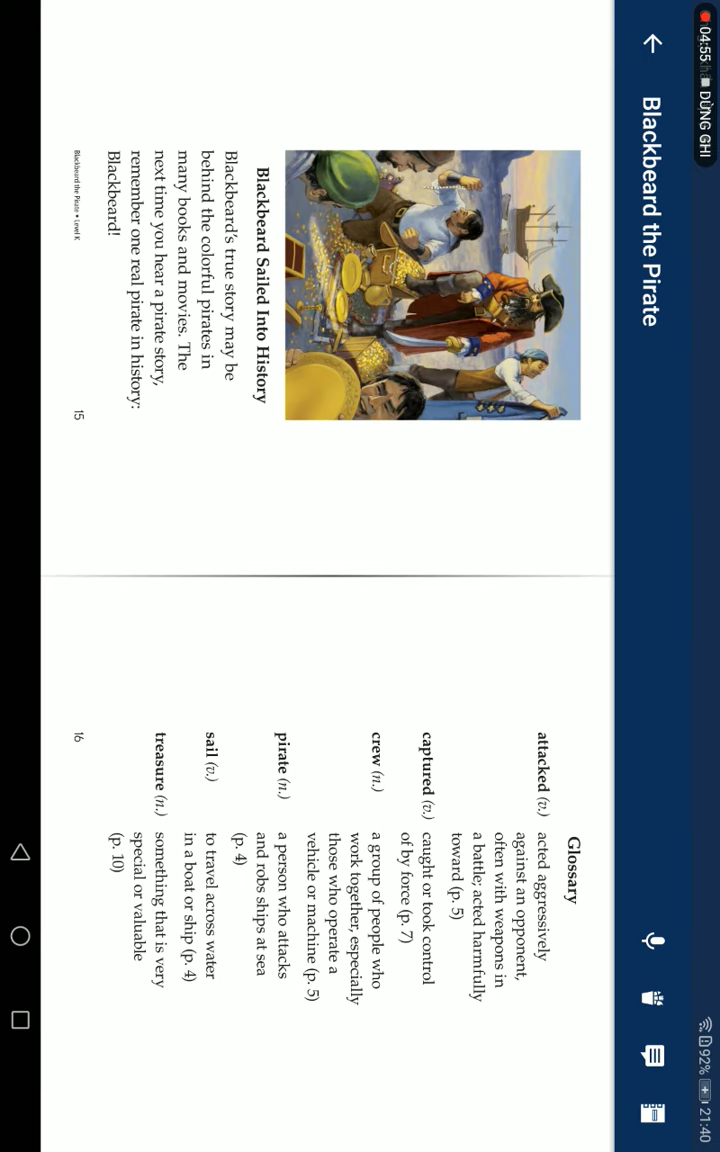 04:55
DỪNG GHI
92%
21:40
Blackbeard the Pirate
Blackbeard Sailed Into History
Blackbeard's true story may be
behind the colorful pirates in
many books and movies. The
next time you hear a pirate story,
remember one real pirate in history:
Blackbeard!
Blackbeard the Pirate • Level K
15
Glossary
attacked (v.) acted aggressively
against an opponent,
often with weapons in
a battle; acted harmfully
toward (p. 5)
captured (v.) caught or took control
of by force (p. 7)
crew (n.) a group of people who
work together, especially
those who operate a
vehicle or machine (p. 5)
pirate (n.) a person who attacks
and robs ships at sea
(p. 4)
sail (v.) to travel across water
in a boat or ship (p. 4)
treasure (n.) something that is very
special or valuable
(p. 10)
16